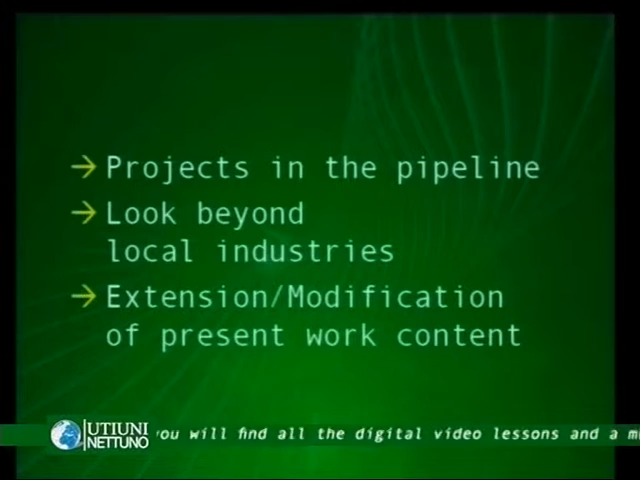 → Projects in the pipeline
→ Look beyond
local industries
→ Extension/Modification
of present work content
UTIUNI
NETTUNO
you will find all the digital video lessons and a